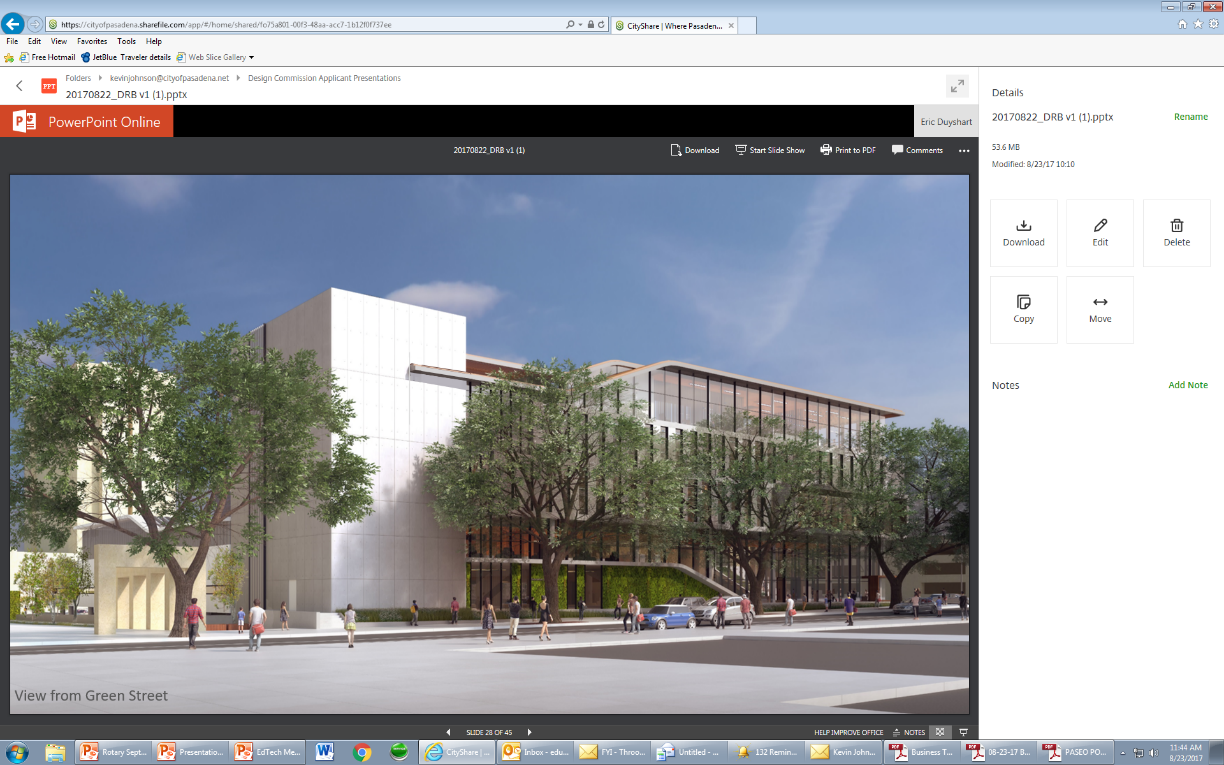 https://cityofpasadena.sharefile.com/app/#/home/shared/fo75a801-00f3-48aa-acc7-1b12f0f737ee
CityShare | Where Pasaden...
File Edit View Favorites Tools Help
Free Hotmail JetBlue Traveler details Web Slice Gallery
Folders kevinjohnson@cityofpasadena.net Design Commission Applicant Presentations
PPT
20170822_DRB v1 (1).pptx
PowerPoint Online
Eric Duyshart
20170822_DRB v1 (1)
Download Start Slide Show Print to PDF Comments ...
View from Green Street
SLIDE 28 OF 45
HELP IMPROVE OFFICE NOTES
Details
20170822_DRB v1 (1).pptx Rename
53.6 MB
Modified: 8/23/17 10:10
Download Edit Delete
Copy Move
Notes Add Note
Rotary Sept... Presentatio... EdTech Me... CityShare | ... Inbox - edu... FYI - Throo... Untitled - ... 132 Remin... Kevin John... Business T... 08-23-17 B... PASEO PO...
11:44 AM
8/23/2017